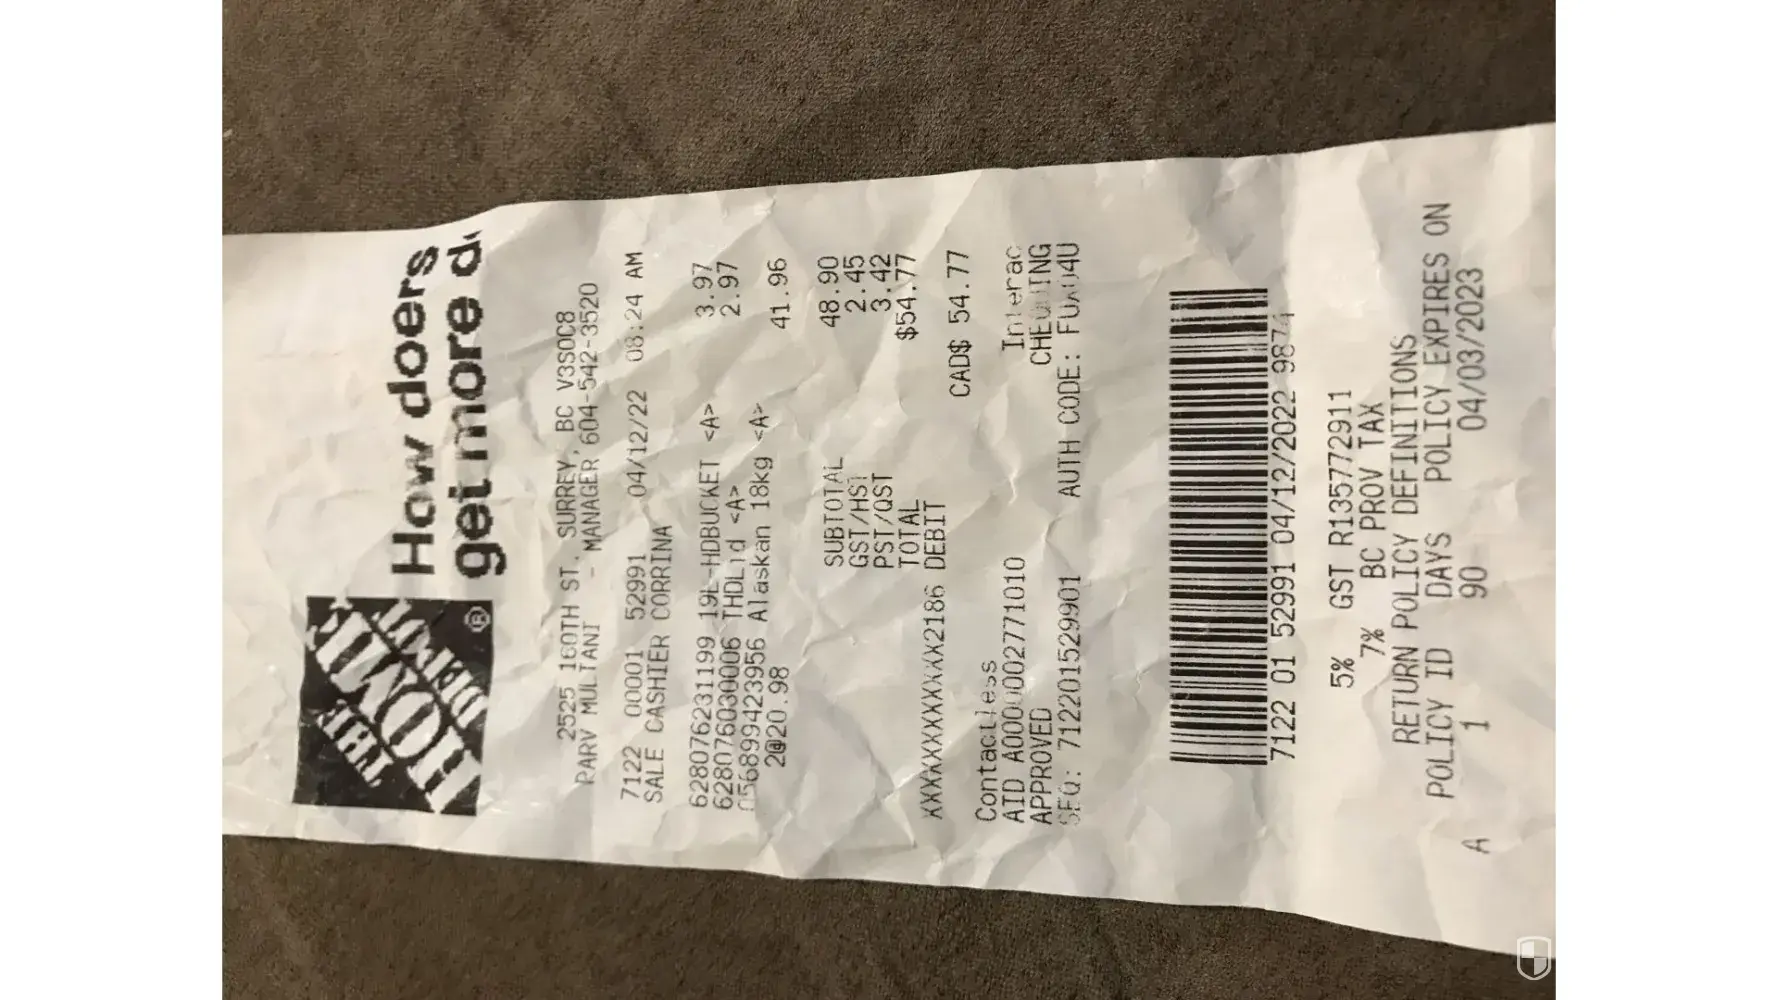 THE
HOME
DEPOT
®
How doers
get more d
2525 160TH ST. SURREY, BC V3S0C8
PARV MULTANI - MANAGER 604-542-3520
7122 00001 52991 04/12/22 08:24 AM
SALE CASHIER CORRINA
628076231199 19L-HDBUCKET <A> 3.97
628076030006 THDLid <A> 2.97
056899423956 Alaskan 18kg <A>
2@20.98 41.96
SUBTOTAL 48.90
GST/HST 2.45
PST/QST 3.42
TOTAL $54.77
XXXXXXXXXXXX2186 DEBIT
CAD$ 54.77
Contactless Interac
AID A0000002771010 CHEQUING
APPROVED
SEQ: 712201529901 AUTH CODE:
7122 01 52991 04/12/2022 9874
5% GST R135772911
7% BC PROV TAX
RETURN POLICY DEFINITIONS
POLICY ID DAYS POLICY EXPIRES ON
A 1 90 04/03/2023